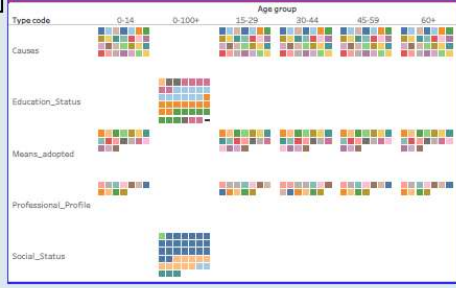 Age group
Type code 0-14 0-100+ 15-29 30-44 45-59 60+
Causes
Education_Status
Means_adopted
Professional_Profile
Social_Status